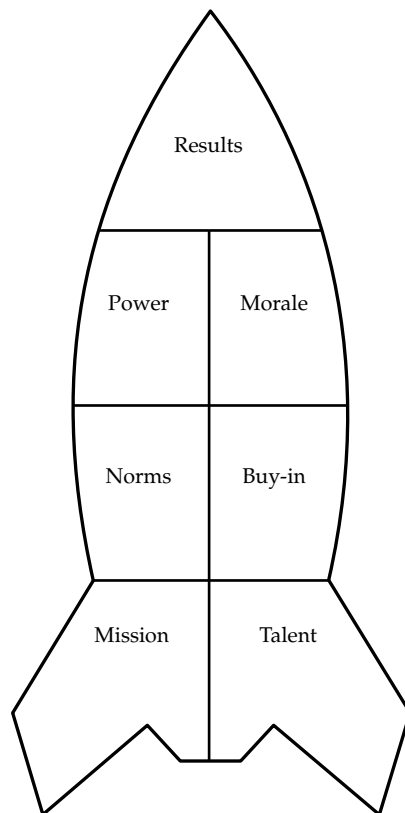 Results
Power
Morale
Norms
Buy-in
Mission
Talent